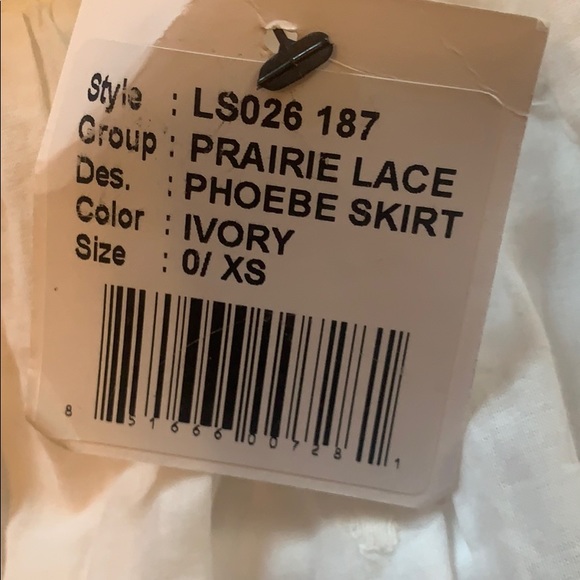 Style : LS026 187
Group : PRAIRIE LACE
Des. : PHOEBE SKIRT
Color : IVORY
Size : 0/ XS
8 51666 00728 1